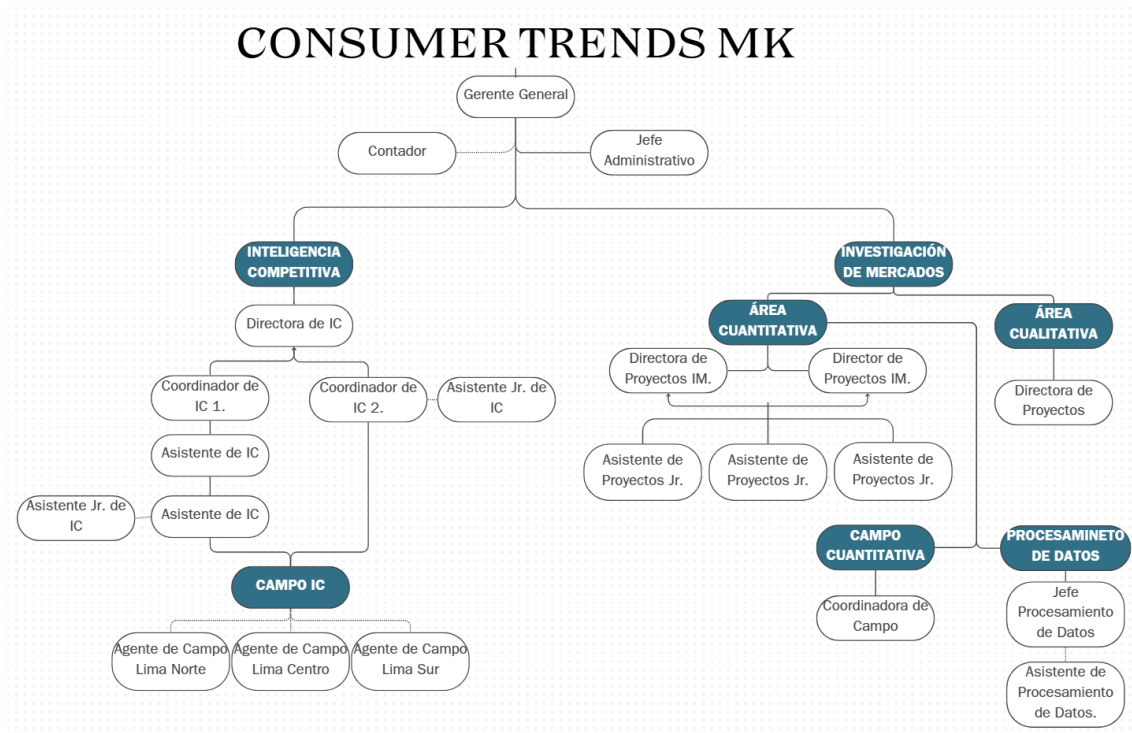 CONSUMER TRENDS MK
Gerente General
Contador
Jefe
Administrativo
INTELIGENCIA
COMPETITIVA
Directora de IC
Coordinador de
IC 1.
Coordinador de
IC 2.
Asistente Jr. de
IC
Asistente de IC
Asistente Jr. de
IC
Asistente de IC
CAMPO IC
Agente de Campo
Lima Norte
Agente de Campo
Lima Centro
Agente de Campo
Lima Sur
INVESTIGACIÓN
DE MERCADOS
ÁREA
CUANTITATIVA
ÁREA
CUALITATIVA
Directora de
Proyectos IM.
Director de
Proyectos IM.
Directora de
Proyectos
Asistente de
Proyectos Jr.
Asistente de
Proyectos Jr.
Asistente de
Proyectos Jr.
CAMPO
CUANTITATIVA
Coordinadora de
Campo
PROCESAMINETO
DE DATOS
Jefe
Procesamiento
de Datos
Asistente de
Procesamiento
de Datos.